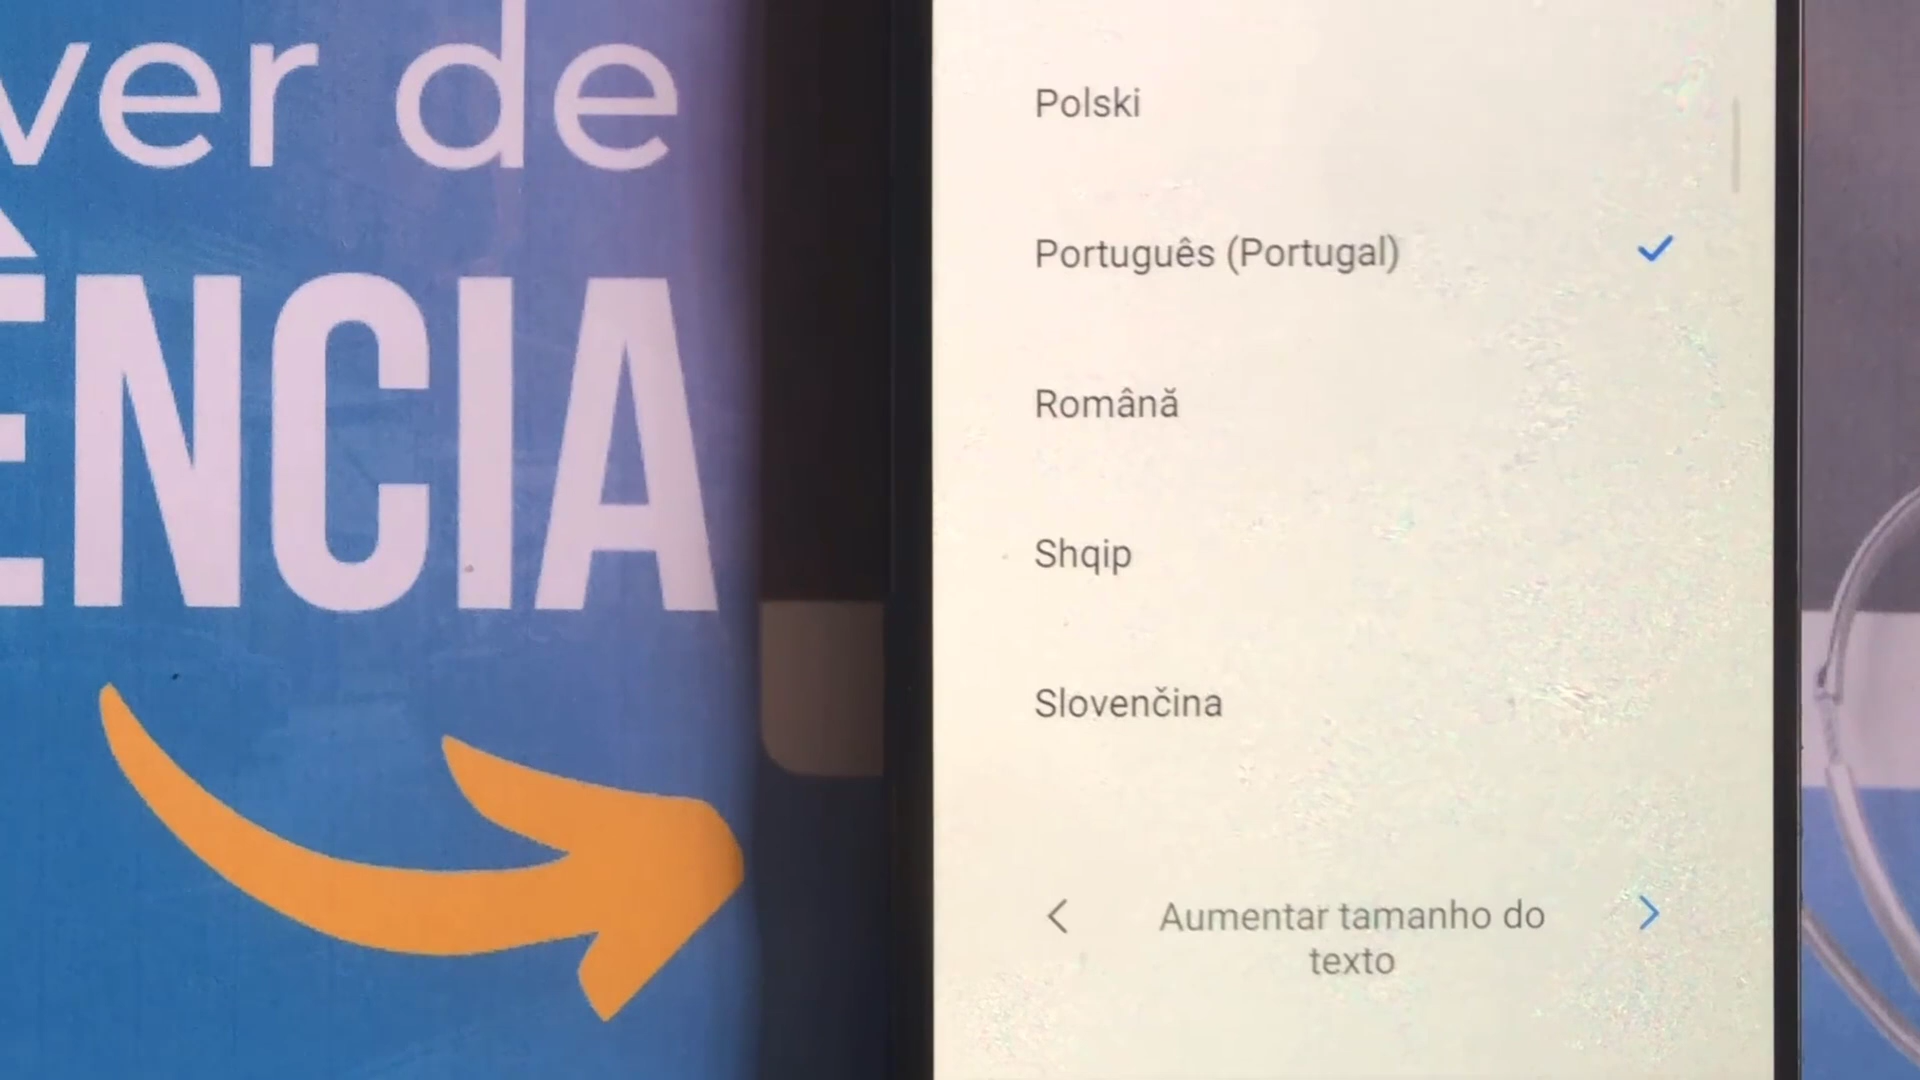 ver de
ÊNCIA
Polski
Português (Portugal)
Română
Shqip
Slovenčina
Aumentar tamanho do
texto